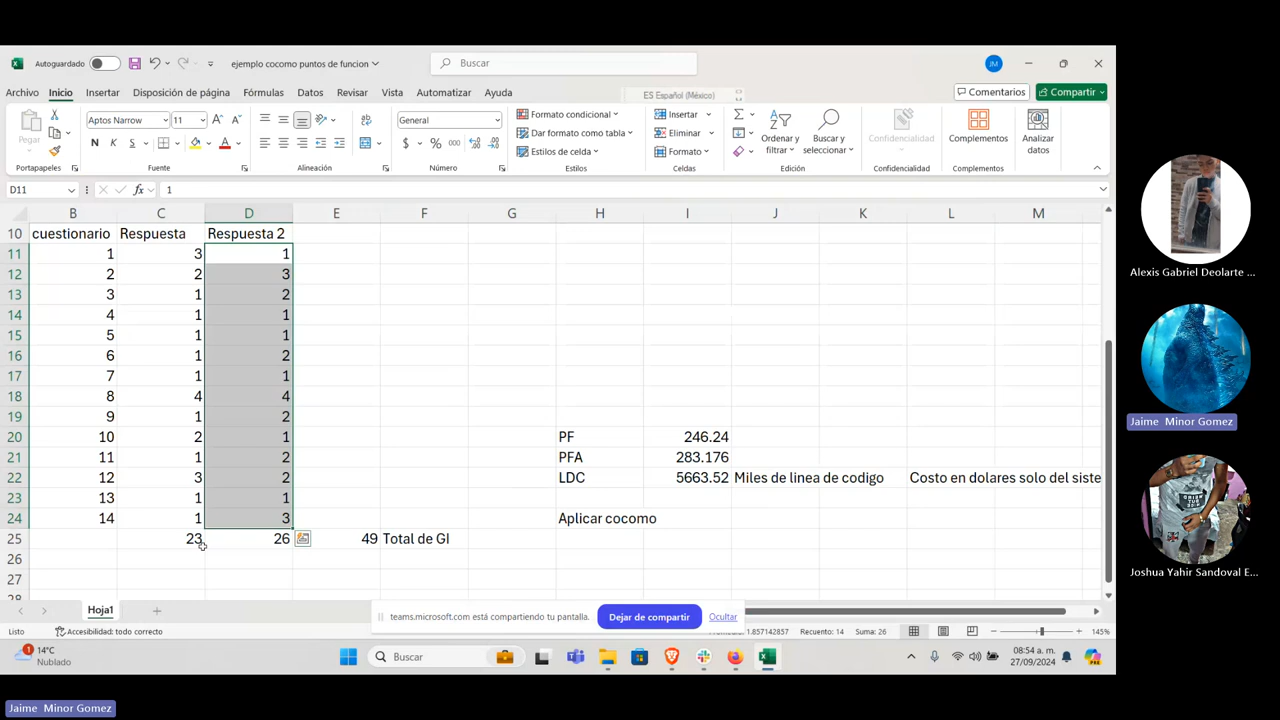 Autoguardado
ejemplo cocomo puntos de funcion
Buscar
JM
Archivo Inicio Insertar Disposición de página Fórmulas Datos Revisar Vista Automatizar Ayuda
Comentarios
Compartir
ES Español (México)
Pegar
Portapapeles
Aptos Narrow 11
Fuente
Alineación
General
Número
Formato condicional
Dar formato como tabla
Estilos de celda
Estilos
Insertar
Eliminar
Formato
Celdas
Ordenar y filtrar
Buscar y seleccionar
Edición
Confidencialidad
Confidencialidad
Complementos
Complementos
Analizar datos
D11 fx 1
B C D E F G H I J K L M
10 cuestionario Respuesta Respuesta 2
11 1 3 1
12 2 2 3
13 3 1 2
14 4 1 1
15 5 1 1
16 6 1 2
17 7 1 1
18 8 4 4
19 9 1 2
20 10 2 1 PF 246.24
21 11 1 2 PFA 283.176
22 12 3 2 LDC 5663.52 Miles de linea de codigo Costo en dolares solo del siste
23 13 1 1
24 14 1 3 Aplicar cocomo
25 23 26 49 Total de GI
26
27
28
Hoja1
teams.microsoft.com está compartiendo tu pantalla. Dejar de compartir Ocultar
Listo Accesibilidad: todo correcto 1.857142857 Recuento: 14 Suma: 26 145%
14°C
Nublado
Buscar
08:54 a. m.
27/09/2024
Alexis Gabriel Deolarte ...
Jaime Minor Gomez
Joshua Yahir Sandoval E...
Jaime Minor Gomez